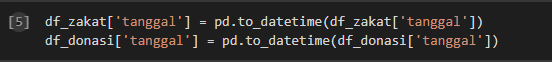 [5] df_zakat['tanggal'] = pd.to_datetime(df_zakat['tanggal'])
df_donasi['tanggal'] = pd.to_datetime(df_donasi['tanggal'])